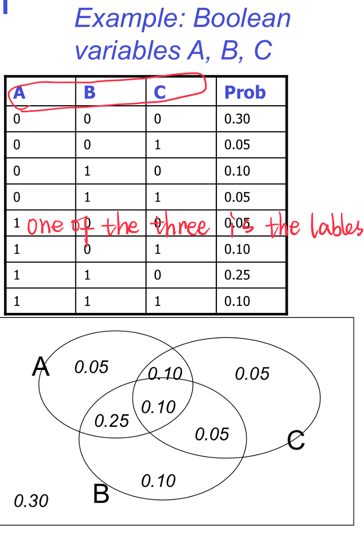 Example: Boolean
variables A, B, C
A B C Prob
0 0 0 0.30
0 0 1 0.05
0 1 0 0.10
0 1 1 0.05
1 0 0 0.05
one of the three is the lables
1 0 1 0.10
1 1 0 0.25
1 1 1 0.10
A 0.05 0.10 0.05
0.10
0.25
0.05 C
0.10
B
0.30